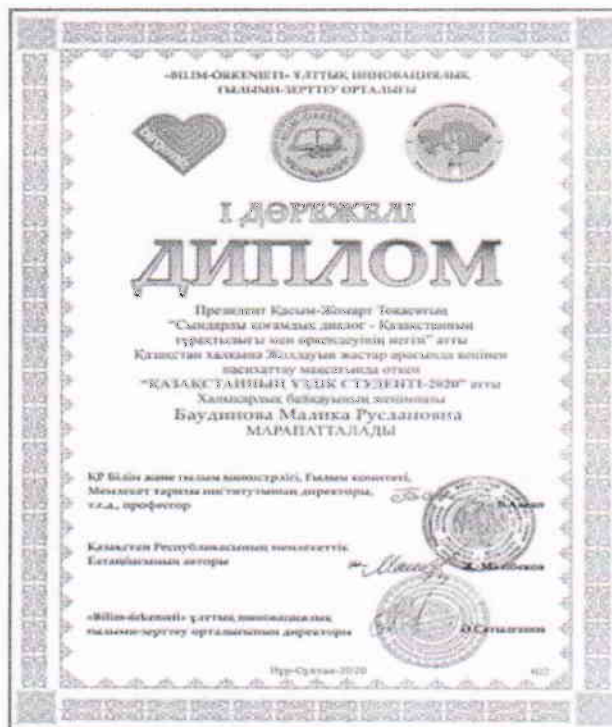 «BILIM-ÖRKENIETI» ҰЛТТЫҚ ИННОВАЦИЯЛЫҚ
ҒЫЛЫМИ-ЗЕРТТЕУ ОРТАЛЫҒЫ
I ДӘРЕЖЕЛІ
ДИПЛОМ
Президент Қасым-Жомарт Тоқаевтың
"Сындарлы қоғамдық диалог - Қазақстанның
тұрақтылығы мен өркендеуінің негізі" атты
Қазақстан халқына Жолдауын жастар арасында кеңінен
насихаттау мақсатында өткен
"ҚАЗАҚСТАННЫҢ ҮЗДІК СТУДЕНТІ-2020" атты
Халықаралық байқауының жеңімпазы
Баудинова Малика Руслановна
МАРАПАТТАЛАДЫ
ҚР Білім және ғылым министрлігі, Ғылым комитеті,
Мемлекет тарихы институтының директоры,
т.ғ.д., профессор
Қазақстан Республикасының мемлекеттік
Елтаңбасының авторы
«Bilim-örkenieti» ұлттық инновациялық
ғылыми-зерттеу орталығының директоры
Нұр-Сұлтан-2020